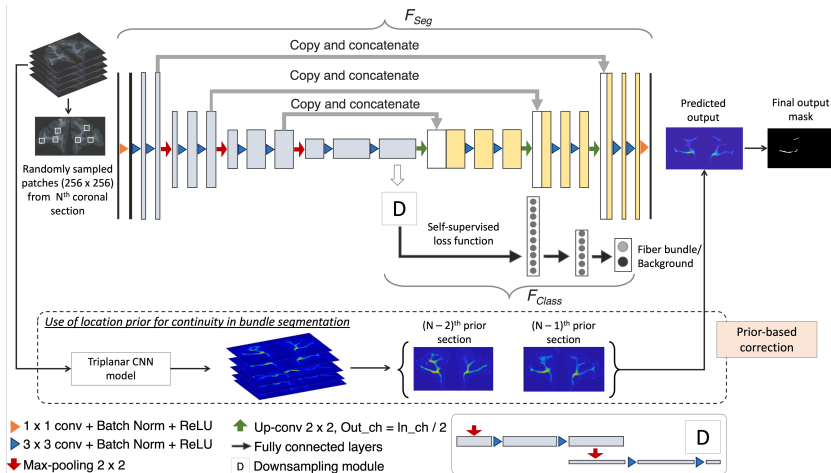 F_Seg
Copy and concatenate
Copy and concatenate
Copy and concatenate
Predicted
output
Final output
mask
Randomly sampled
patches (256 x 256)
from Nth coronal
section
D
Self-supervised
loss function
Fiber bundle/
Background
F_Class
Use of location prior for continuity in bundle segmentation
Triplanar CNN
model
(N – 2)th prior
section
(N – 1)th prior
section
Prior-based
correction
1 x 1 conv + Batch Norm + ReLU
3 x 3 conv + Batch Norm + ReLU
Max-pooling 2 x 2
Up-conv 2 x 2, Out_ch = In_ch / 2
Fully connected layers
D Downsampling module
D